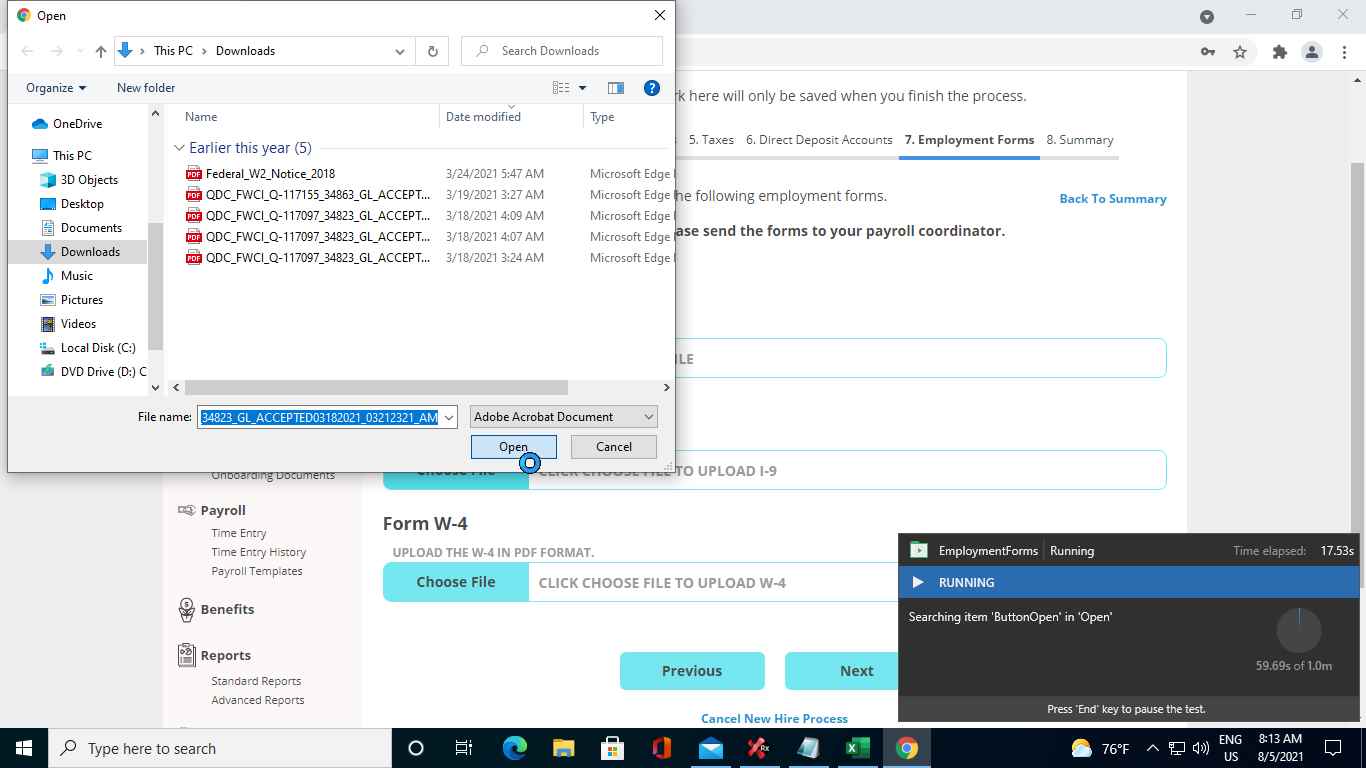 Open
This PC
Downloads
Search Downloads
Organize
New folder
Name
Date modified
Type
OneDrive
This PC
3D Objects
Desktop
Documents
Downloads
Music
Pictures
Videos
Local Disk (C:)
DVD Drive (D:) C
Earlier this year (5)
Federal_W2_Notice_2018 3/24/2021 5:47 AM Microsoft Edge
QDC_FWCI_Q-117155_34863_GL_ACCEPT... 3/19/2021 3:27 AM Microsoft Edge
QDC_FWCI_Q-117097_34823_GL_ACCEPT... 3/18/2021 4:09 AM Microsoft Edge
QDC_FWCI_Q-117097_34823_GL_ACCEPT... 3/18/2021 4:07 AM Microsoft Edge
QDC_FWCI_Q-117097_34823_GL_ACCEPT... 3/18/2021 3:24 AM Microsoft Edge
File name:
34823_GL_ACCEPTED03182021_03212321_AM
Adobe Acrobat Document
Open
Cancel
k here will only be saved when you finish the process.
5. Taxes 6. Direct Deposit Accounts 7. Employment Forms 8. Summary
he following employment forms.
Back To Summary
ase send the forms to your payroll coordinator.
ILE
Choose File
CLICK CHOOSE FILE TO UPLOAD I-9
Onboarding Documents
Payroll
Time Entry
Time Entry History
Payroll Templates
Benefits
Reports
Standard Reports
Advanced Reports
Form W-4
UPLOAD THE W-4 IN PDF FORMAT.
Choose File
CLICK CHOOSE FILE TO UPLOAD W-4
Previous
Next
Cancel New Hire Process
EmploymentForms
Running
Time elapsed: 17.53s
RUNNING
Searching item 'ButtonOpen' in 'Open'
59.69s of 1.0m
Press 'End' key to pause the test.
Type here to search
Rx
76°F
ENG
US
8:13 AM
8/5/2021